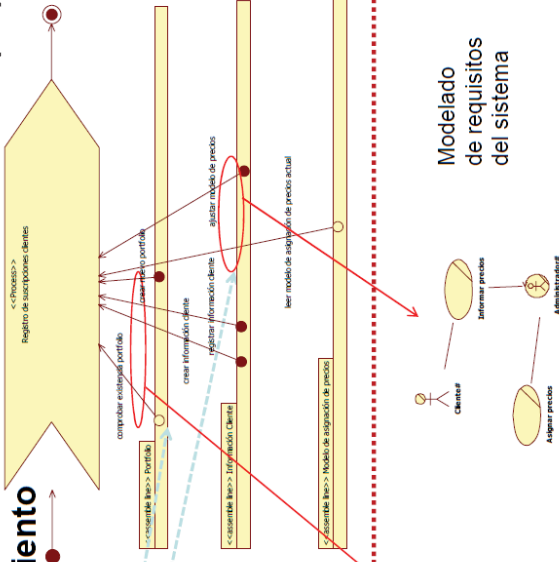 iento
<<Process>>
Registro de suscripciones clientes
comprobar existencia portfolio
crear nuevo portfolio
<<assemble line>> Portfolio
crear información cliente
registrar información cliente
ajustar modelo de precios
<<assemble line>> Información Cliente
leer modelo de asignación de precios actual
<<assemble line>> Modelo de asignación de precios
Modelado
de requisitos
del sistema
Cliente#
Informar precios
Asignar precios
Administrador#